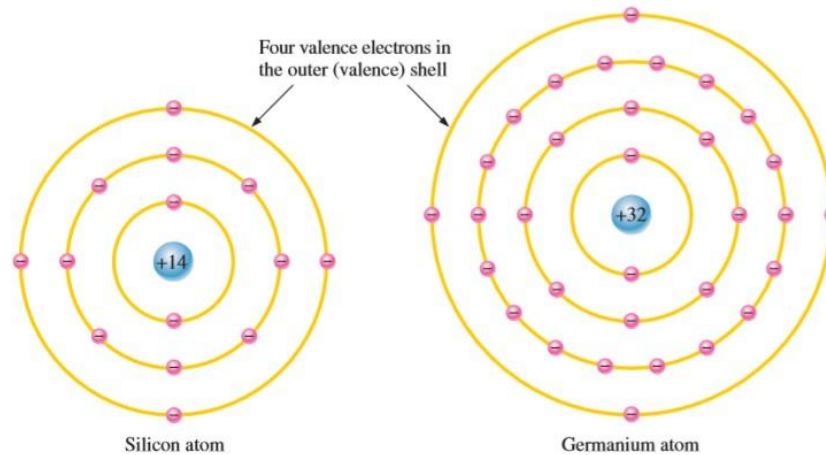 Four valence electrons in
the outer (valence) shell
+14
+32
Silicon atom
Germanium atom